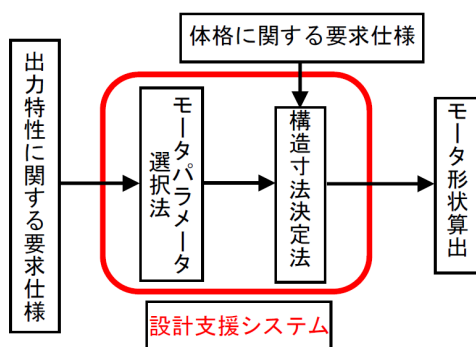 体格に関する要求仕様
出力特性に関する要求仕様
モータパラメータ
選択法
構造寸法決定法
モータ形状算出
設計支援システム